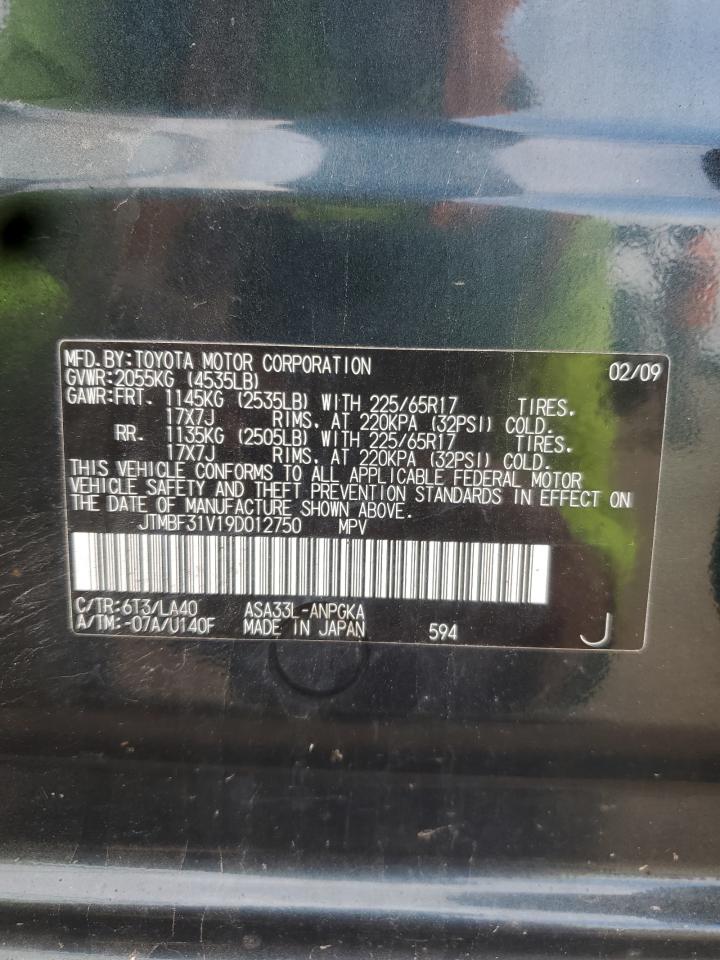 MFD. BY: TOYOTA MOTOR CORPORATION 02/09
GVWR: 2055KG (4535LB)
GAWR: FRT. 1145KG (2535LB) WITH 225/65R17 TIRES,
17X7J RIMS, AT 220KPA (32PSI) COLD.
RR. 1135KG (2505LB) WITH 225/65R17 TIRES,
17X7J RIMS, AT 220KPA (32PSI) COLD.
THIS VEHICLE CONFORMS TO ALL APPLICABLE FEDERAL MOTOR
VEHICLE SAFETY AND THEFT PREVENTION STANDARDS IN EFFECT ON
THE DATE OF MANUFACTURE SHOWN ABOVE.
JTMBF31V19D012750 MPV
C/TR: 6T3/LA40 ASA33L-ANPGKA
A/TM: -07A/U140F MADE IN JAPAN 594 J